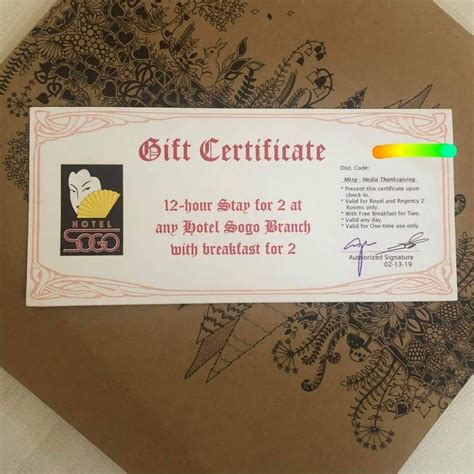 Gift Certificate
HOTEL
SOGO
12-hour Stay for 2 at
any Hotel Sogo Branch
with breakfast for 2
Dist. Code:
Mktg - Media Thanksgiving
* Present this certificate upon
check-in.
* Valid for Royal and Regency 2
Rooms only.
* With Free Breakfast for Two.
* Valid any day.
* Valid for One-time use only.
Authorized Signature
02-13-19